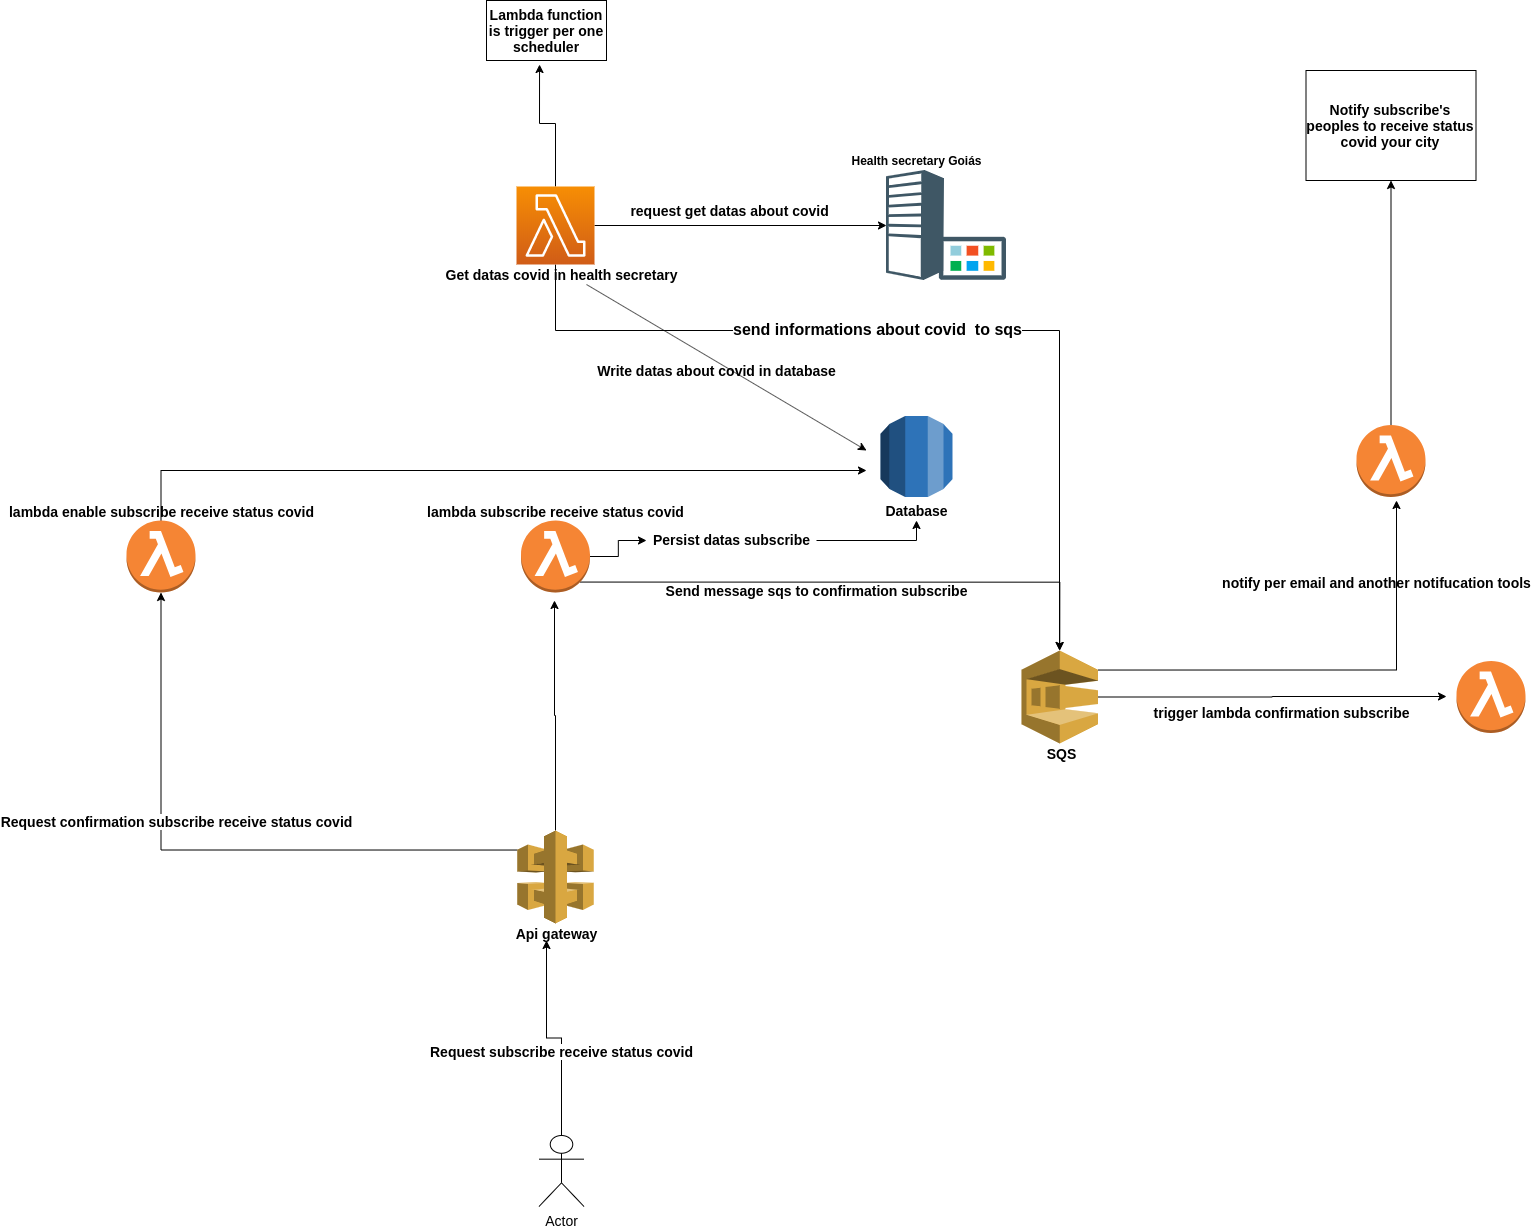 Lambda function
is trigger per one
scheduler
Notify subscribe's
peoples to receive status
covid your city
Health secretary Goiás
request get datas about covid
Get datas covid in health secretary
send informations about covid  to sqs
Write datas about covid in database
lambda enable subscribe receive status covid
lambda subscribe receive status covid
Database
Persist datas subscribe
Send message sqs to confirmation subscribe
notify per email and another notifucation tools
trigger lambda confirmation subscribe
SQS
Request confirmation subscribe receive status covid
Api gateway
Request subscribe receive status covid
Actor